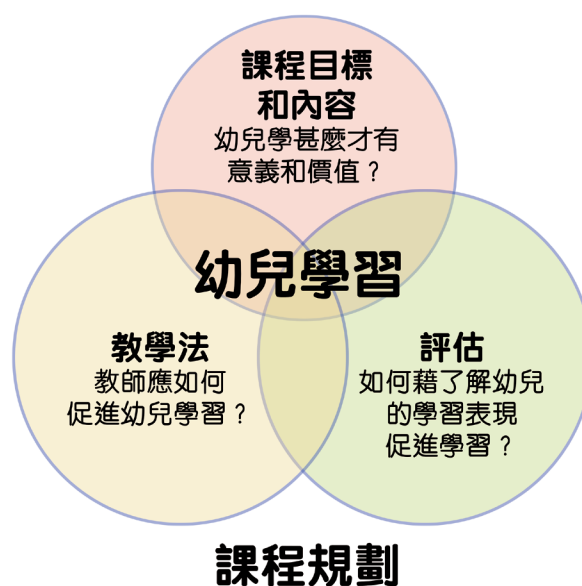 課程目標
和內容
幼兒學甚麼才有
意義和價值？
幼兒學習
教學法
教師應如何
促進幼兒學習？
評估
如何藉了解幼兒
的學習表現
促進學習？
課程規劃